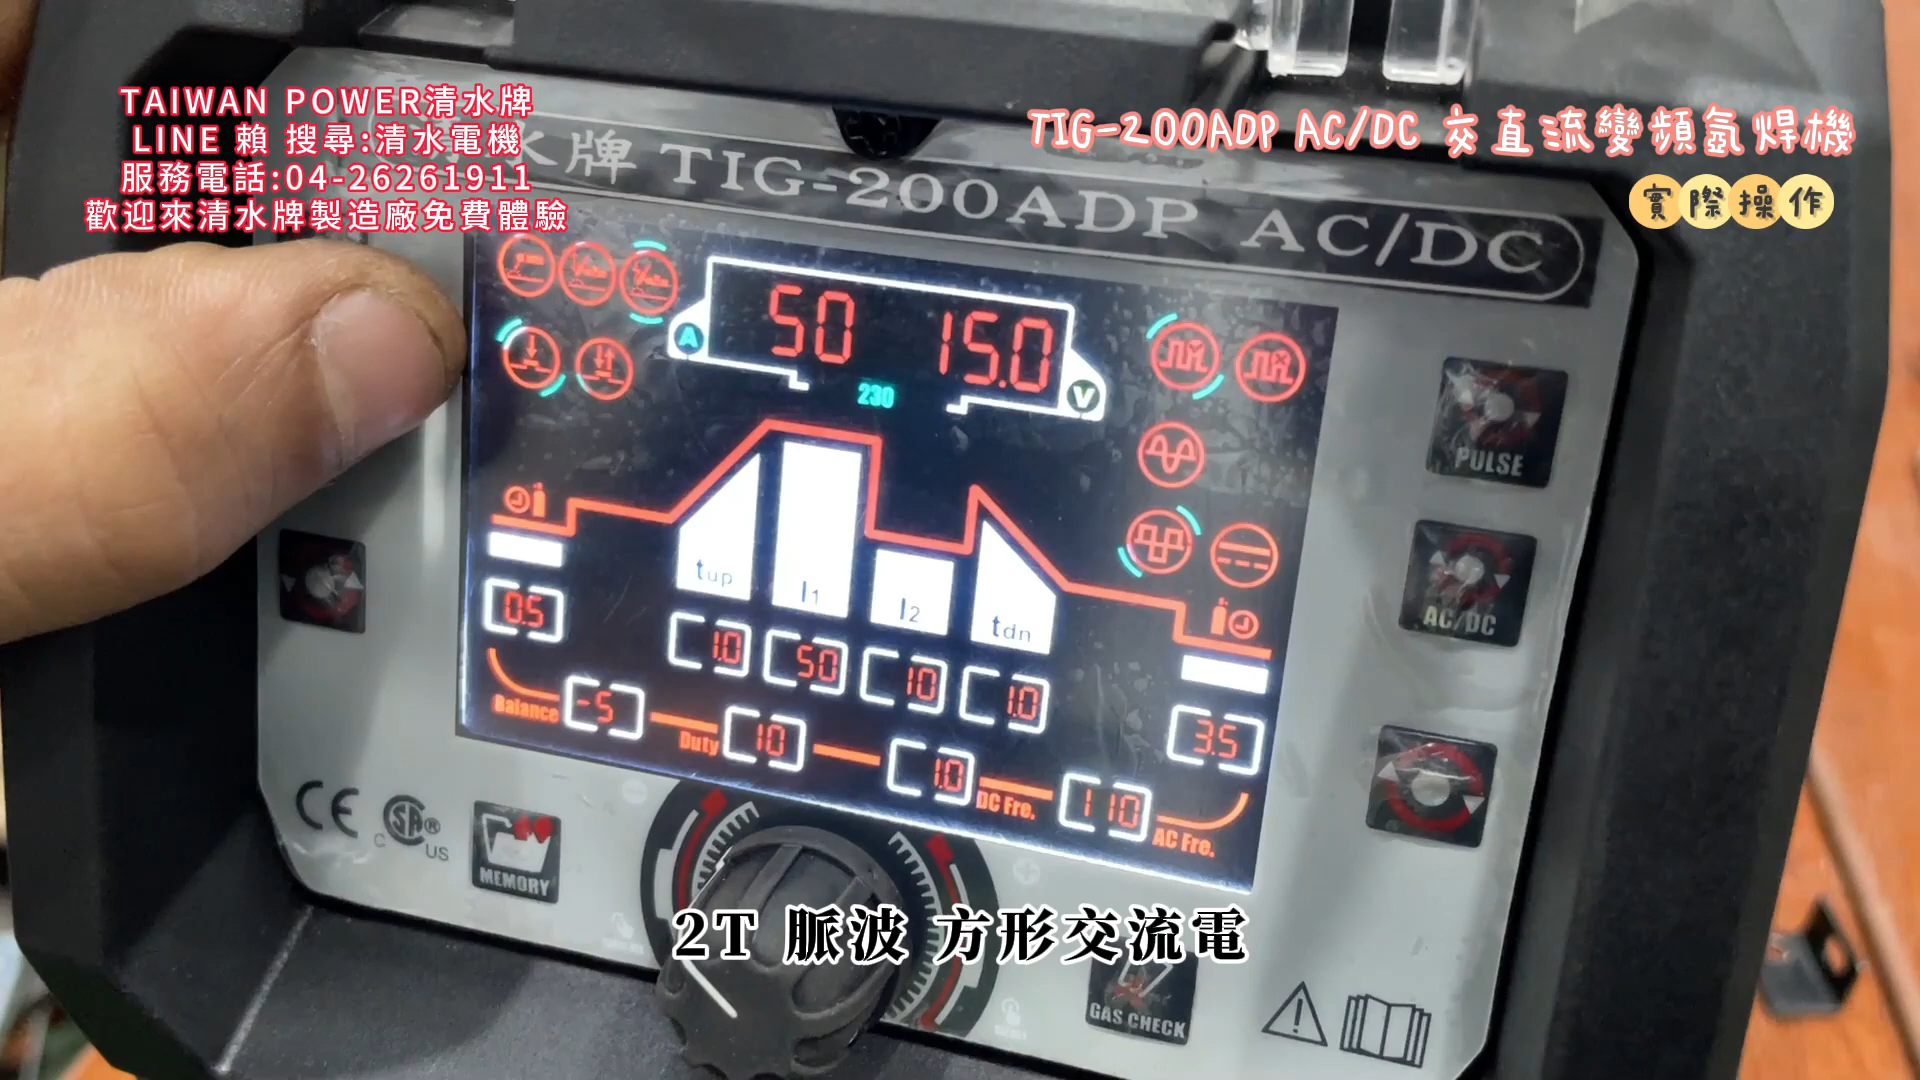 TAIWAN POWER清水牌
LINE 賴 搜尋:清水電機
服務電話:04-26261911
歡迎來清水牌製造廠免費體驗
TIG-200ADP AC/DC 交直流變頻氬焊機
實際操作
水牌 TIG-200ADP AC/DC
A 50 15.0 V
230
tup I1 I2 tdn
0.5 1.0 50 10 1.0 3.5
Balance -5 Duty 10 1.0 DC Fre. 110 AC Fre.
PULSE
AC/DC
CE
C SA® US
MEMORY
GAS CHECK
2T 脈波 方形交流電